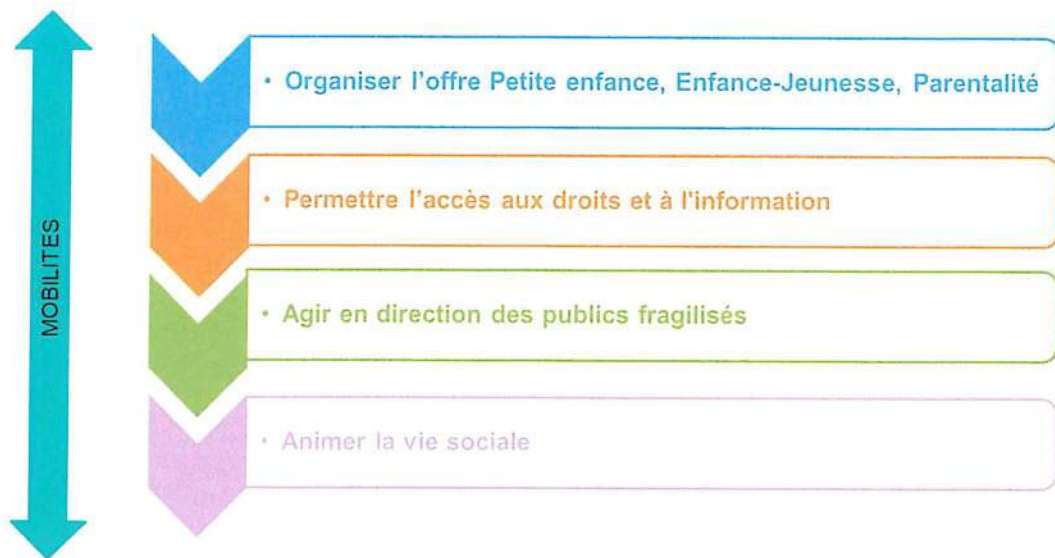 MOBILITES
• Organiser l'offre Petite enfance, Enfance-Jeunesse, Parentalité
• Permettre l'accès aux droits et à l'information
• Agir en direction des publics fragilisés
• Animer la vie sociale